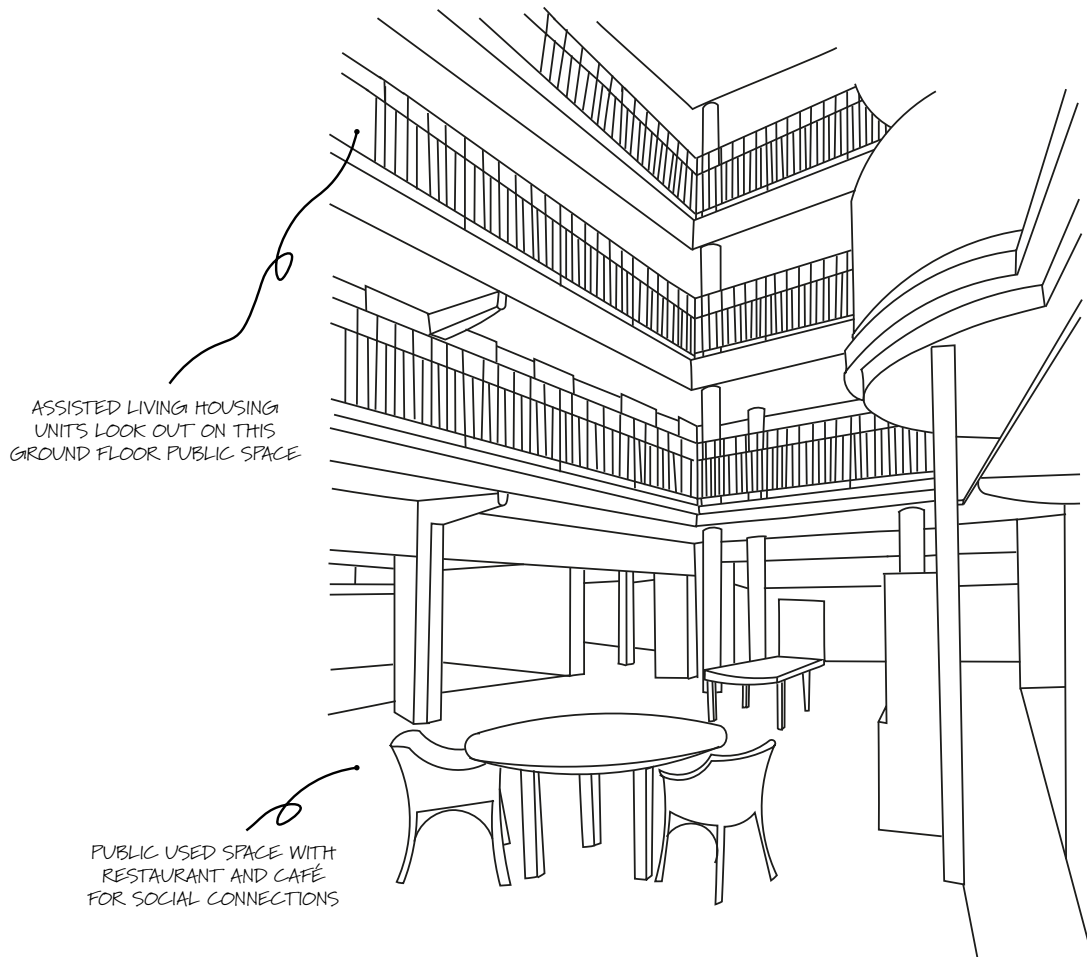 ASSISTED LIVING HOUSING
UNITS LOOK OUT ON THIS
GROUND FLOOR PUBLIC SPACE
PUBLIC USED SPACE WITH
RESTAURANT AND CAFÉ
FOR SOCIAL CONNECTIONS